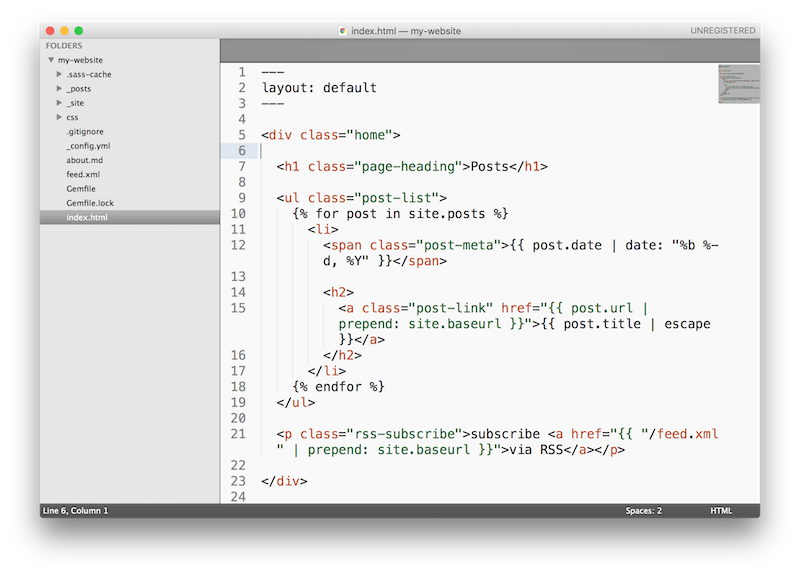 index.html — my-website
UNREGISTERED
FOLDERS
my-website
.sass-cache
_posts
_site
css
.gitignore
_config.yml
about.md
feed.xml
Gemfile
Gemfile.lock
index.html
1 ---
2 layout: default
3 ---
4
5 <div class="home">
6
7 <h1 class="page-heading">Posts</h1>
8
9 <ul class="post-list">
10 {% for post in site.posts %}
11 <li>
12 <span class="post-meta">{{ post.date | date: "%b %-
d, %Y" }}</span>
13
14 <h2>
15 <a class="post-link" href="{{ post.url |
prepend: site.baseurl }}">{{ post.title | escape
}}</a>
16 </h2>
17 </li>
18 {% endfor %}
19 </ul>
20
21 <p class="rss-subscribe">subscribe <a href="{{ "/feed.xml
" | prepend: site.baseurl }}">via RSS</a></p>
22
23 </div>
24
Line 6, Column 1
Spaces: 2
HTML